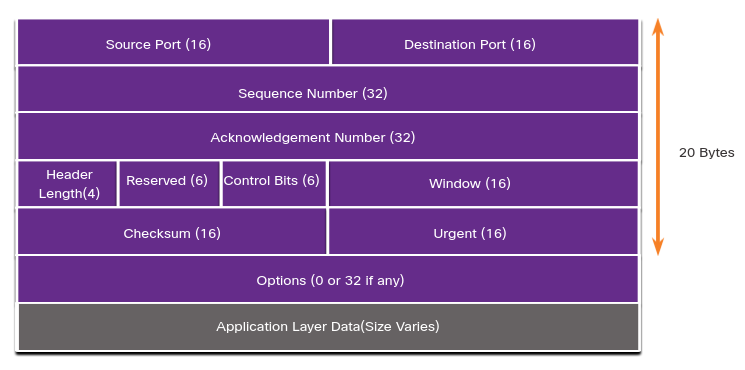 Source Port (16)
Destination Port (16)
Sequence Number (32)
20 Bytes
Acknowledgement Number (32)
Header
Length(4)
Reserved (6)
Control Bits (6)
Window (16)
Checksum (16)
Urgent (16)
Options (0 or 32 if any)
Application Layer Data(Size Varies)